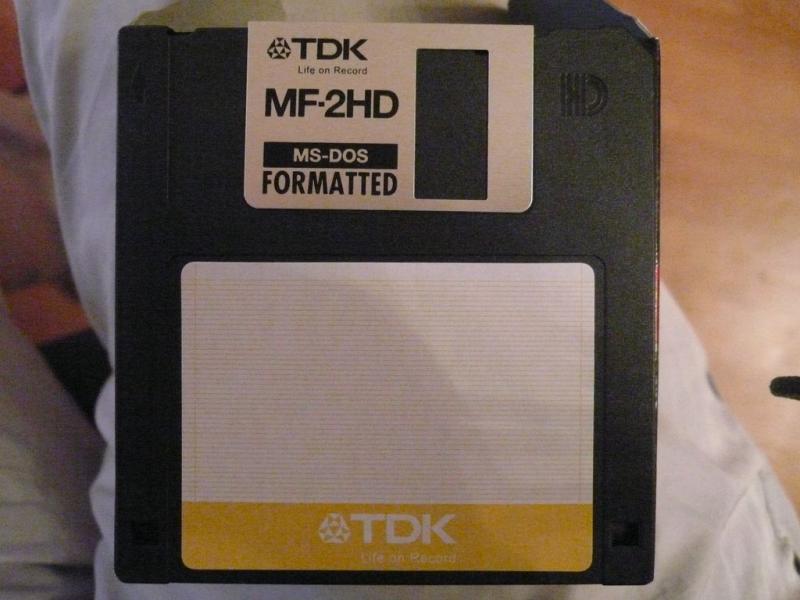 TDK
Life on Record
MF-2HD
MS-DOS
FORMATTED
HD
TDK
Life on Record